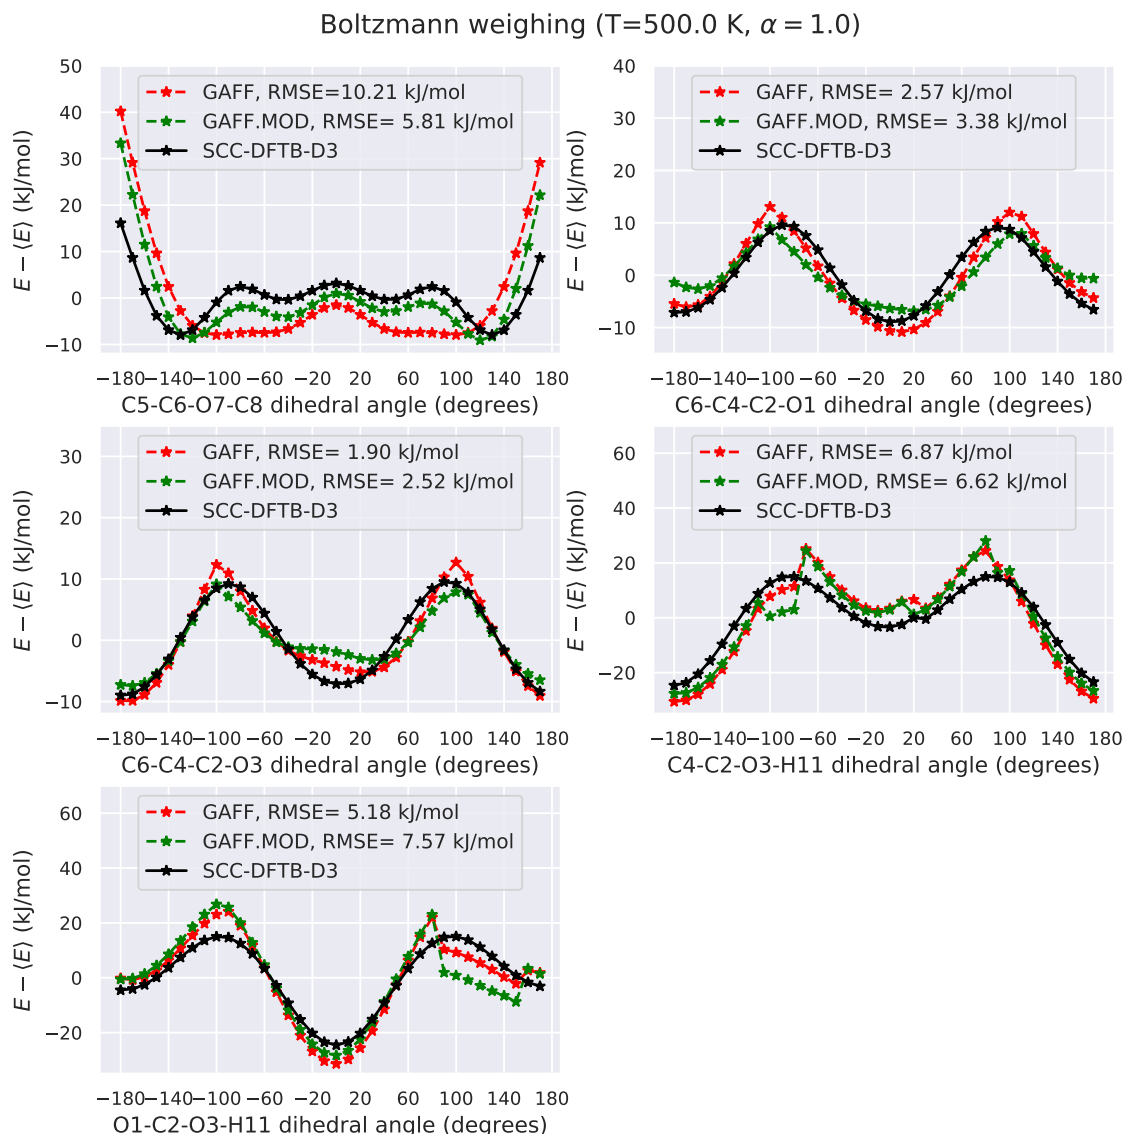 Boltzmann weighing (T=500.0 K, α = 1.0)
50
40
30
20
10
0
−10
E − ⟨E⟩ (kJ/mol)
GAFF, RMSE=10.21 kJ/mol
GAFF.MOD, RMSE= 5.81 kJ/mol
SCC-DFTB-D3
−180 −140 −100 −60 −20 20 60 100 140 180
C5-C6-O7-C8 dihedral angle (degrees)
40
30
20
10
0
−10
E − ⟨E⟩ (kJ/mol)
GAFF, RMSE= 2.57 kJ/mol
GAFF.MOD, RMSE= 3.38 kJ/mol
SCC-DFTB-D3
−180 −140 −100 −60 −20 20 60 100 140 180
C6-C4-C2-O1 dihedral angle (degrees)
30
20
10
0
−10
E − ⟨E⟩ (kJ/mol)
GAFF, RMSE= 1.90 kJ/mol
GAFF.MOD, RMSE= 2.52 kJ/mol
SCC-DFTB-D3
−180 −140 −100 −60 −20 20 60 100 140 180
C6-C4-C2-O3 dihedral angle (degrees)
60
40
20
0
−20
E − ⟨E⟩ (kJ/mol)
GAFF, RMSE= 6.87 kJ/mol
GAFF.MOD, RMSE= 6.62 kJ/mol
SCC-DFTB-D3
−180 −140 −100 −60 −20 20 60 100 140 180
C4-C2-O3-H11 dihedral angle (degrees)
60
40
20
0
−20
E − ⟨E⟩ (kJ/mol)
GAFF, RMSE= 5.18 kJ/mol
GAFF.MOD, RMSE= 7.57 kJ/mol
SCC-DFTB-D3
−180 −140 −100 −60 −20 20 60 100 140 180
O1-C2-O3-H11 dihedral angle (degrees)